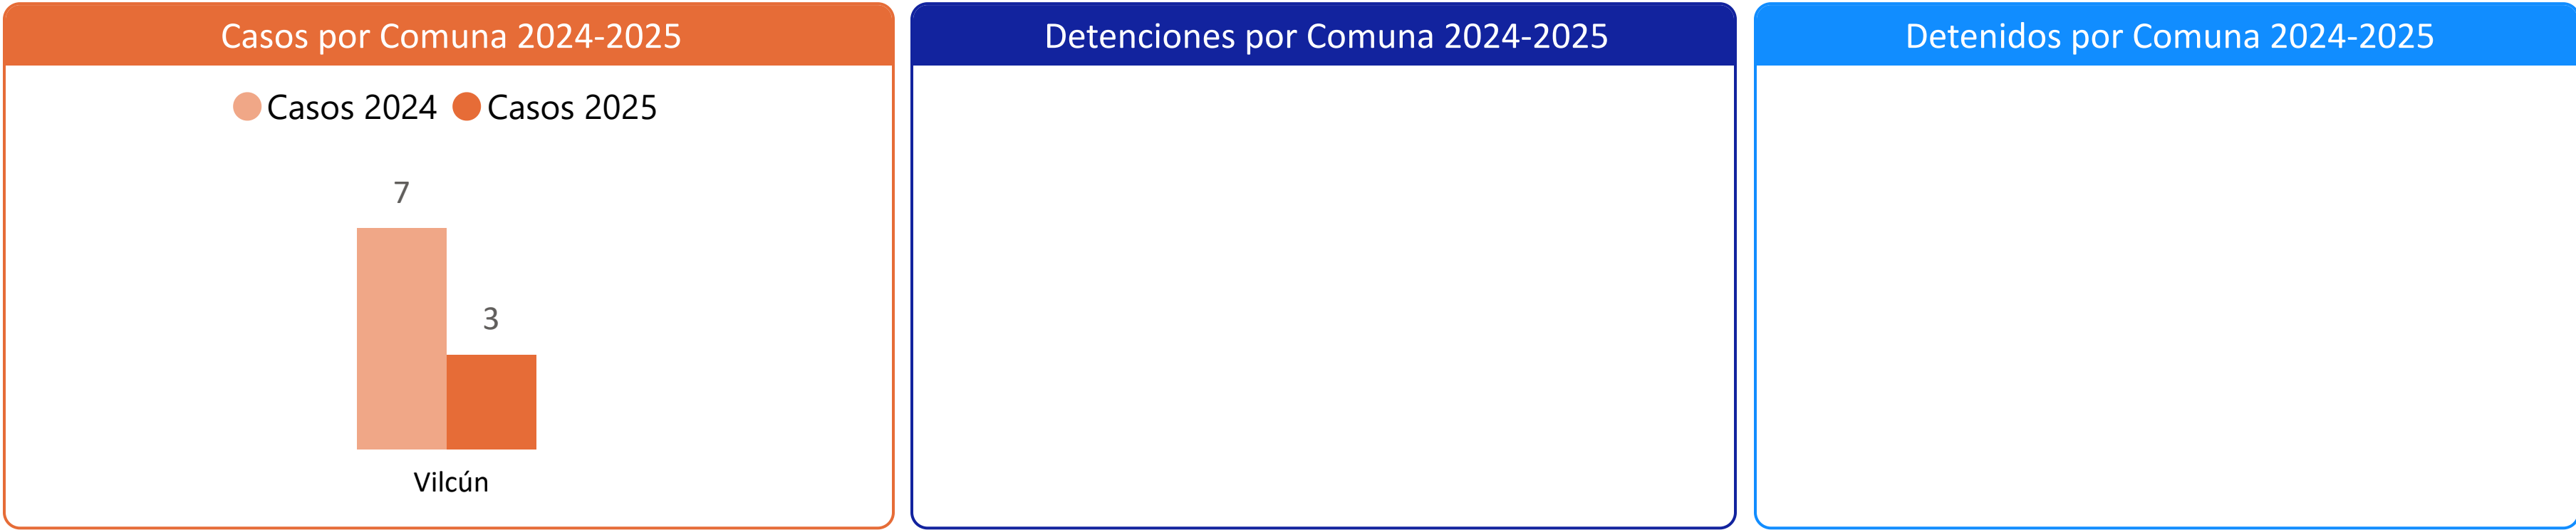 Casos por Comuna 2024-2025
Casos 2024 Casos 2025
7
3
Vilcún
Detenciones por Comuna 2024-2025
Detenidos por Comuna 2024-2025